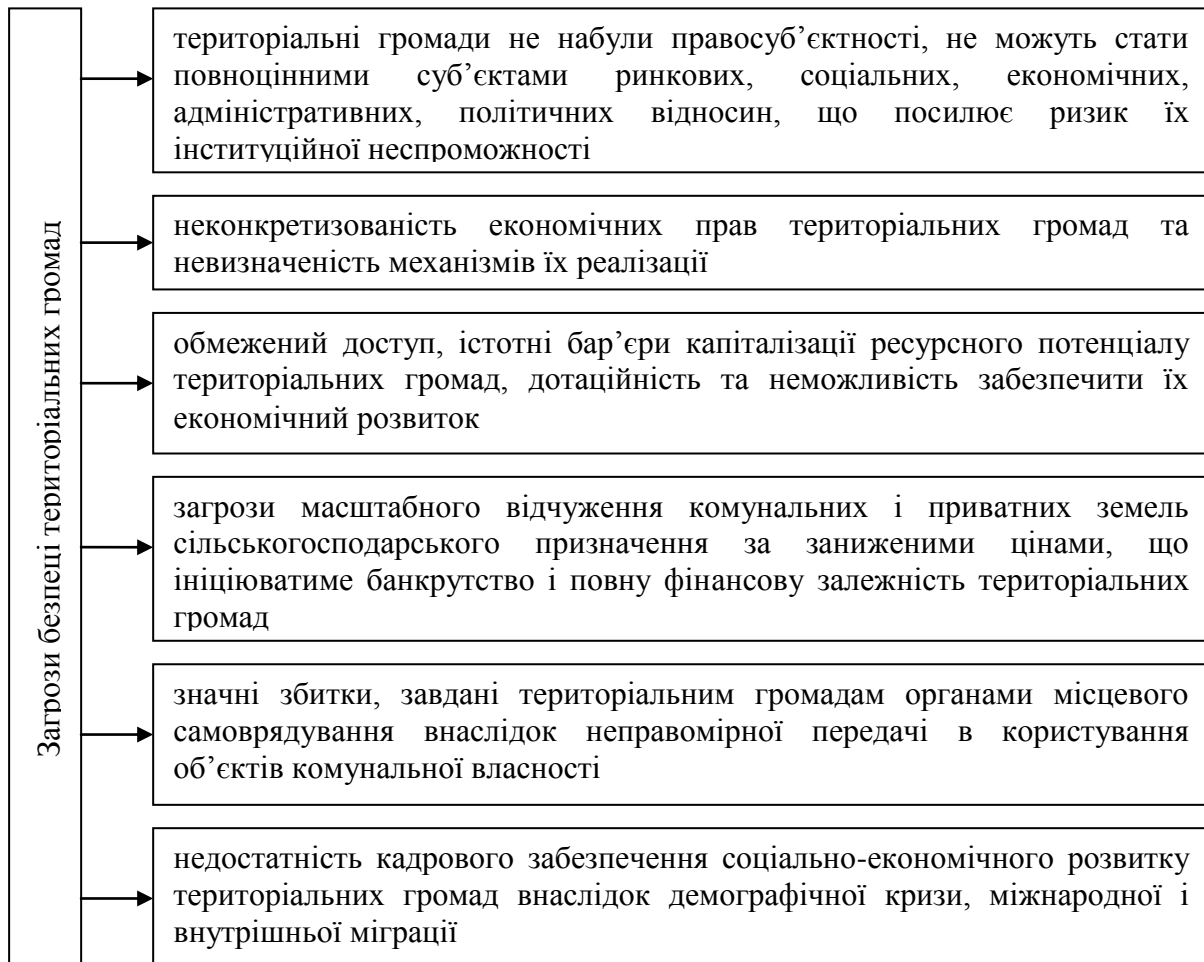 Загрози безпеці територіальних громад
територіальні громади не набули правосуб’єктності, не можуть стати
повноцінними суб’єктами ринкових, соціальних, економічних,
адміністративних, політичних відносин, що посилює ризик їх
інституційної неспроможності
неконкретизованість економічних прав територіальних громад та
невизначеність механізмів їх реалізації
обмежений доступ, істотні бар’єри капіталізації ресурсного потенціалу
територіальних громад, дотаційність та неможливість забезпечити їх
економічний розвиток
загрози масштабного відчуження комунальних і приватних земель
сільськогосподарського призначення за заниженими цінами, що
ініціюватиме банкрутство і повну фінансову залежність територіальних
громад
значні збитки, завдані територіальним громадам органами місцевого
самоврядування внаслідок неправомірної передачі в користування
об’єктів комунальної власності
недостатність кадрового забезпечення соціально-економічного розвитку
територіальних громад внаслідок демографічної кризи, міжнародної і
внутрішньої міграції